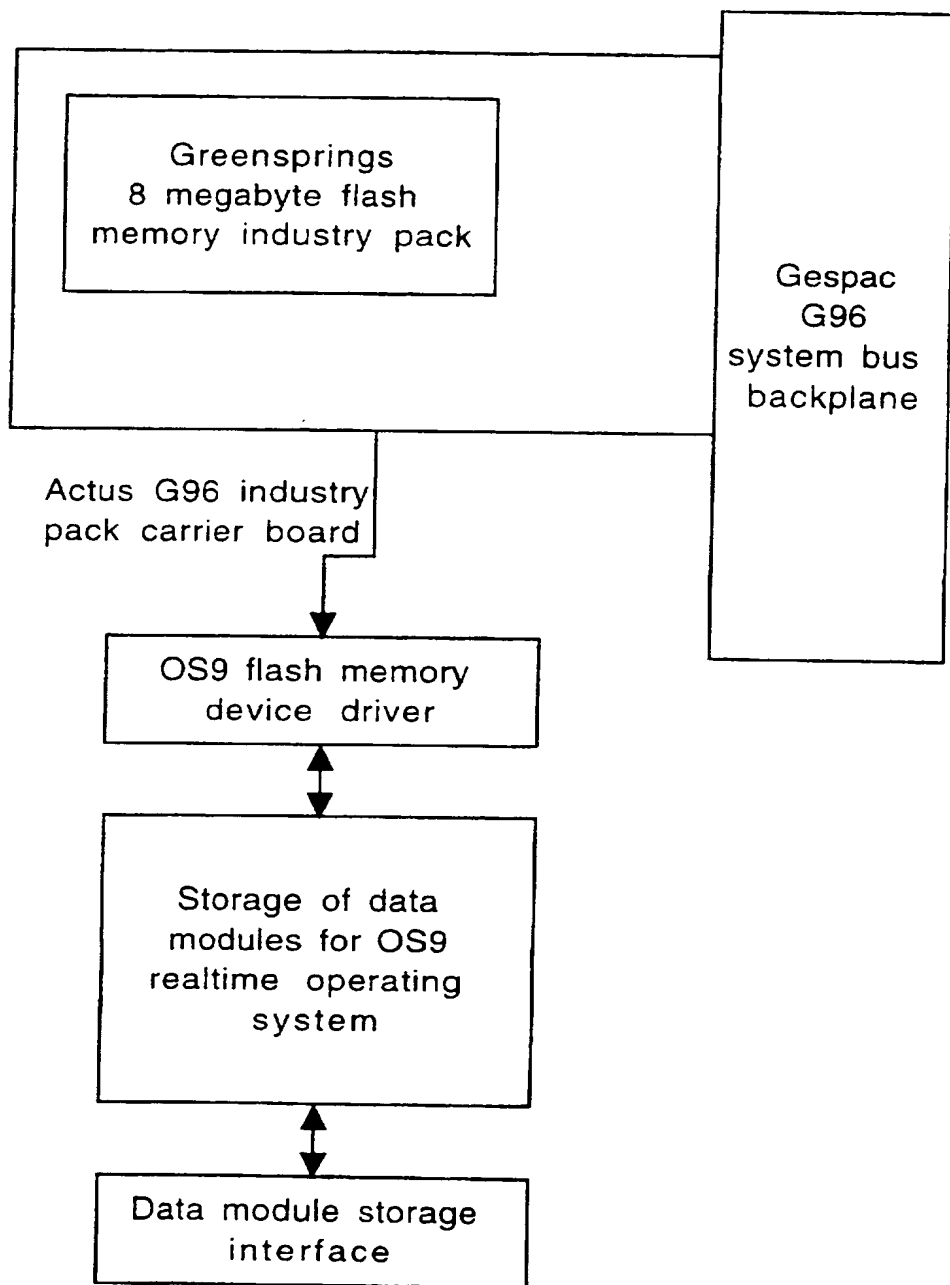 Greensprings
8 megabyte flash
memory industry pack
Gespac
G96
system bus
backplane
Actus G96 industry
pack carrier board
OS9 flash memory
device driver
Storage of data
modules for OS9
realtime operating
system
Data module storage
interface